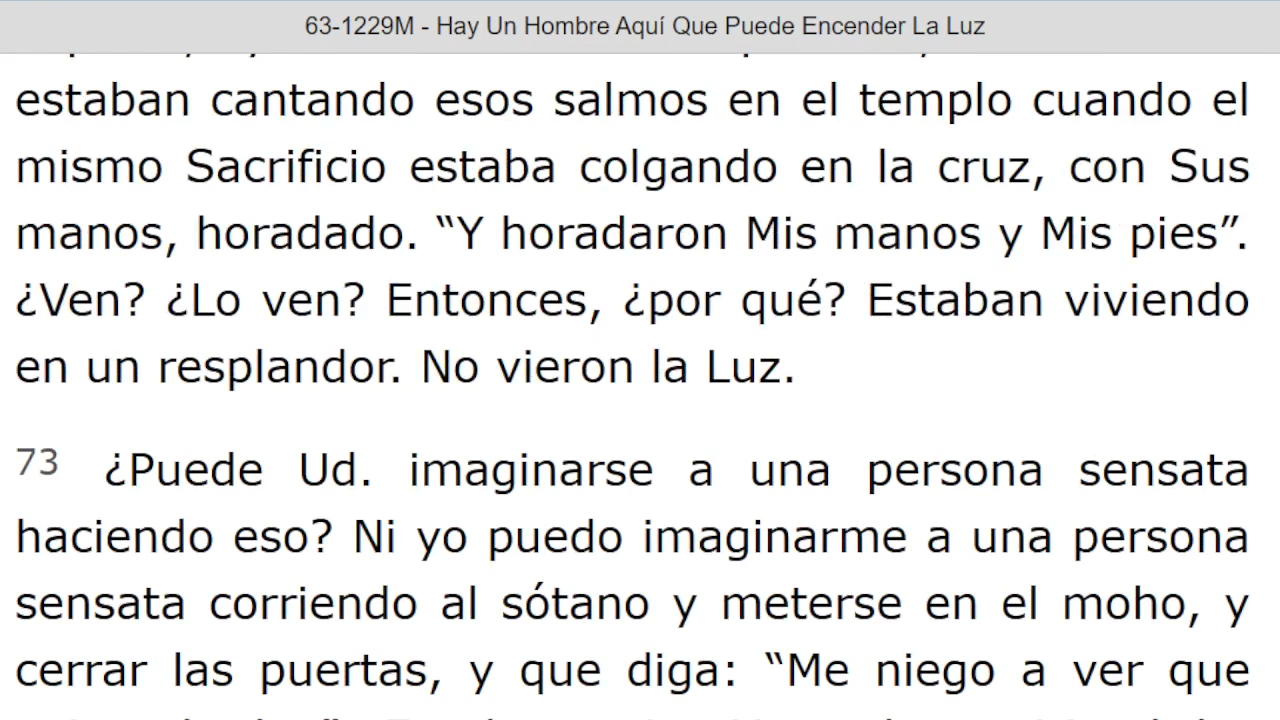 63-1229M - Hay Un Hombre Aquí Que Puede Encender La Luz
estaban cantando esos salmos en el templo cuando el
mismo Sacrificio estaba colgando en la cruz, con Sus
manos, horadado. “Y horadaron Mis manos y Mis pies”.
¿Ven? ¿Lo ven? Entonces, ¿por qué? Estaban viviendo
en un resplandor. No vieron la Luz.
73 ¿Puede Ud. imaginarse a una persona sensata
haciendo eso? Ni yo puedo imaginarme a una persona
sensata corriendo al sótano y meterse en el moho, y
cerrar las puertas, y que diga: “Me niego a ver que